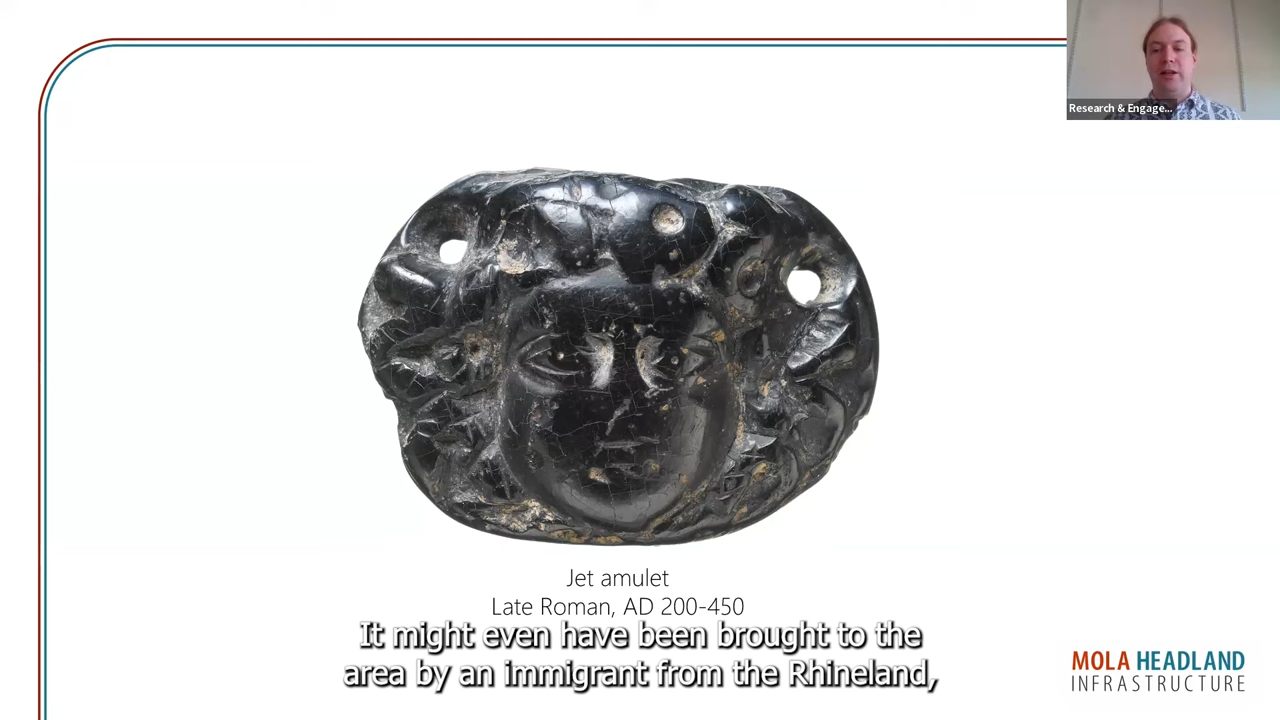 Research & Engage...
Jet amulet
Late Roman, AD 200-450
It might even have been brought to the
area by an immigrant from the Rhineland,
MOLA HEADLAND
INFRASTRUCTURE